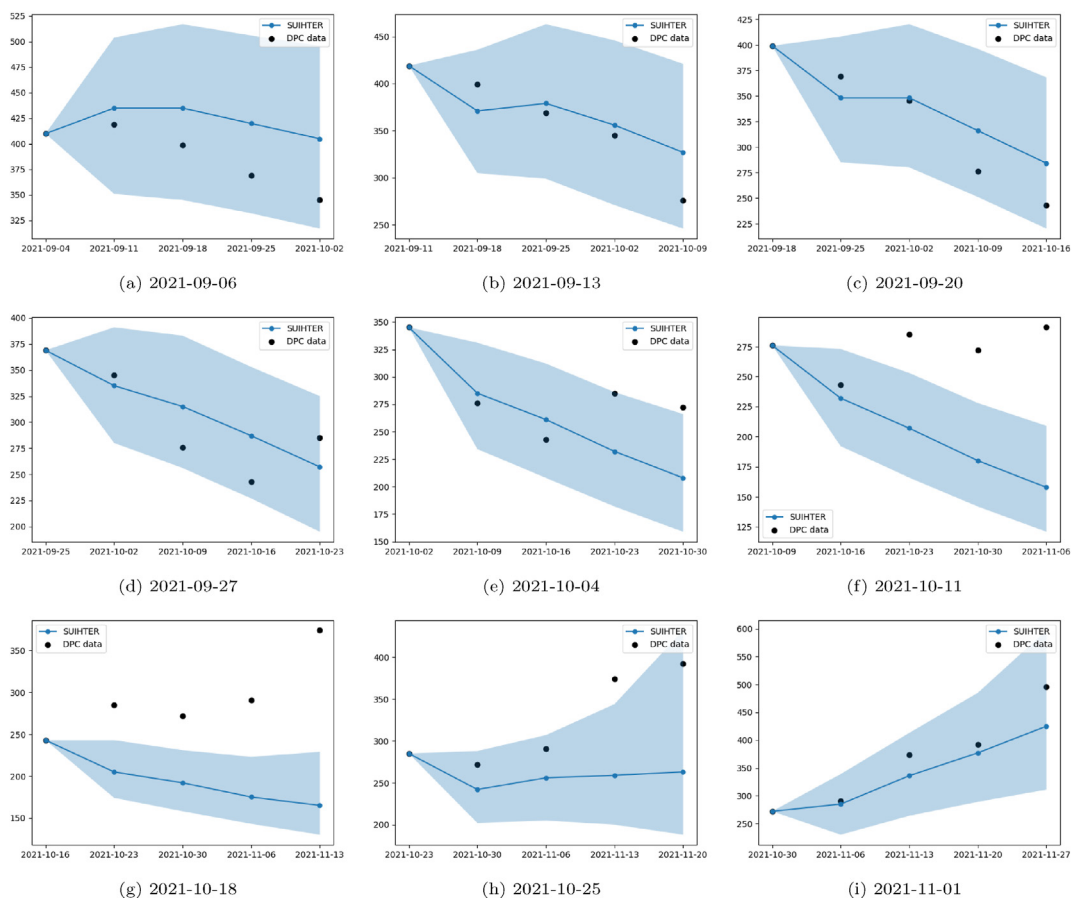 525
500
475
450
425
400
375
350
325
SUIHTER
DPC data
2021-09-04 2021-09-11 2021-09-18 2021-09-25 2021-10-02
(a) 2021-09-06
450
400
350
300
250
SUIHTER
DPC data
2021-09-11 2021-09-18 2021-09-25 2021-10-02 2021-10-09
(b) 2021-09-13
425
400
375
350
325
300
275
250
225
SUIHTER
DPC data
2021-09-18 2021-09-25 2021-10-02 2021-10-09 2021-10-16
(c) 2021-09-20
400
375
350
325
300
275
250
225
200
SUIHTER
DPC data
2021-09-25 2021-10-02 2021-10-09 2021-10-16 2021-10-23
(d) 2021-09-27
350
325
300
275
250
225
200
175
150
SUIHTER
DPC data
2021-10-02 2021-10-09 2021-10-16 2021-10-23 2021-10-30
(e) 2021-10-04
275
250
225
200
175
150
125
SUIHTER
DPC data
2021-10-09 2021-10-16 2021-10-23 2021-10-30 2021-11-06
(f) 2021-10-11
350
300
250
200
150
SUIHTER
DPC data
2021-10-16 2021-10-23 2021-10-30 2021-11-06 2021-11-13
(g) 2021-10-18
400
350
300
250
200
SUIHTER
DPC data
2021-10-23 2021-10-30 2021-11-06 2021-11-13 2021-11-20
(h) 2021-10-25
600
550
500
450
400
350
300
250
SUIHTER
DPC data
2021-10-30 2021-11-06 2021-11-13 2021-11-20 2021-11-27
(i) 2021-11-01